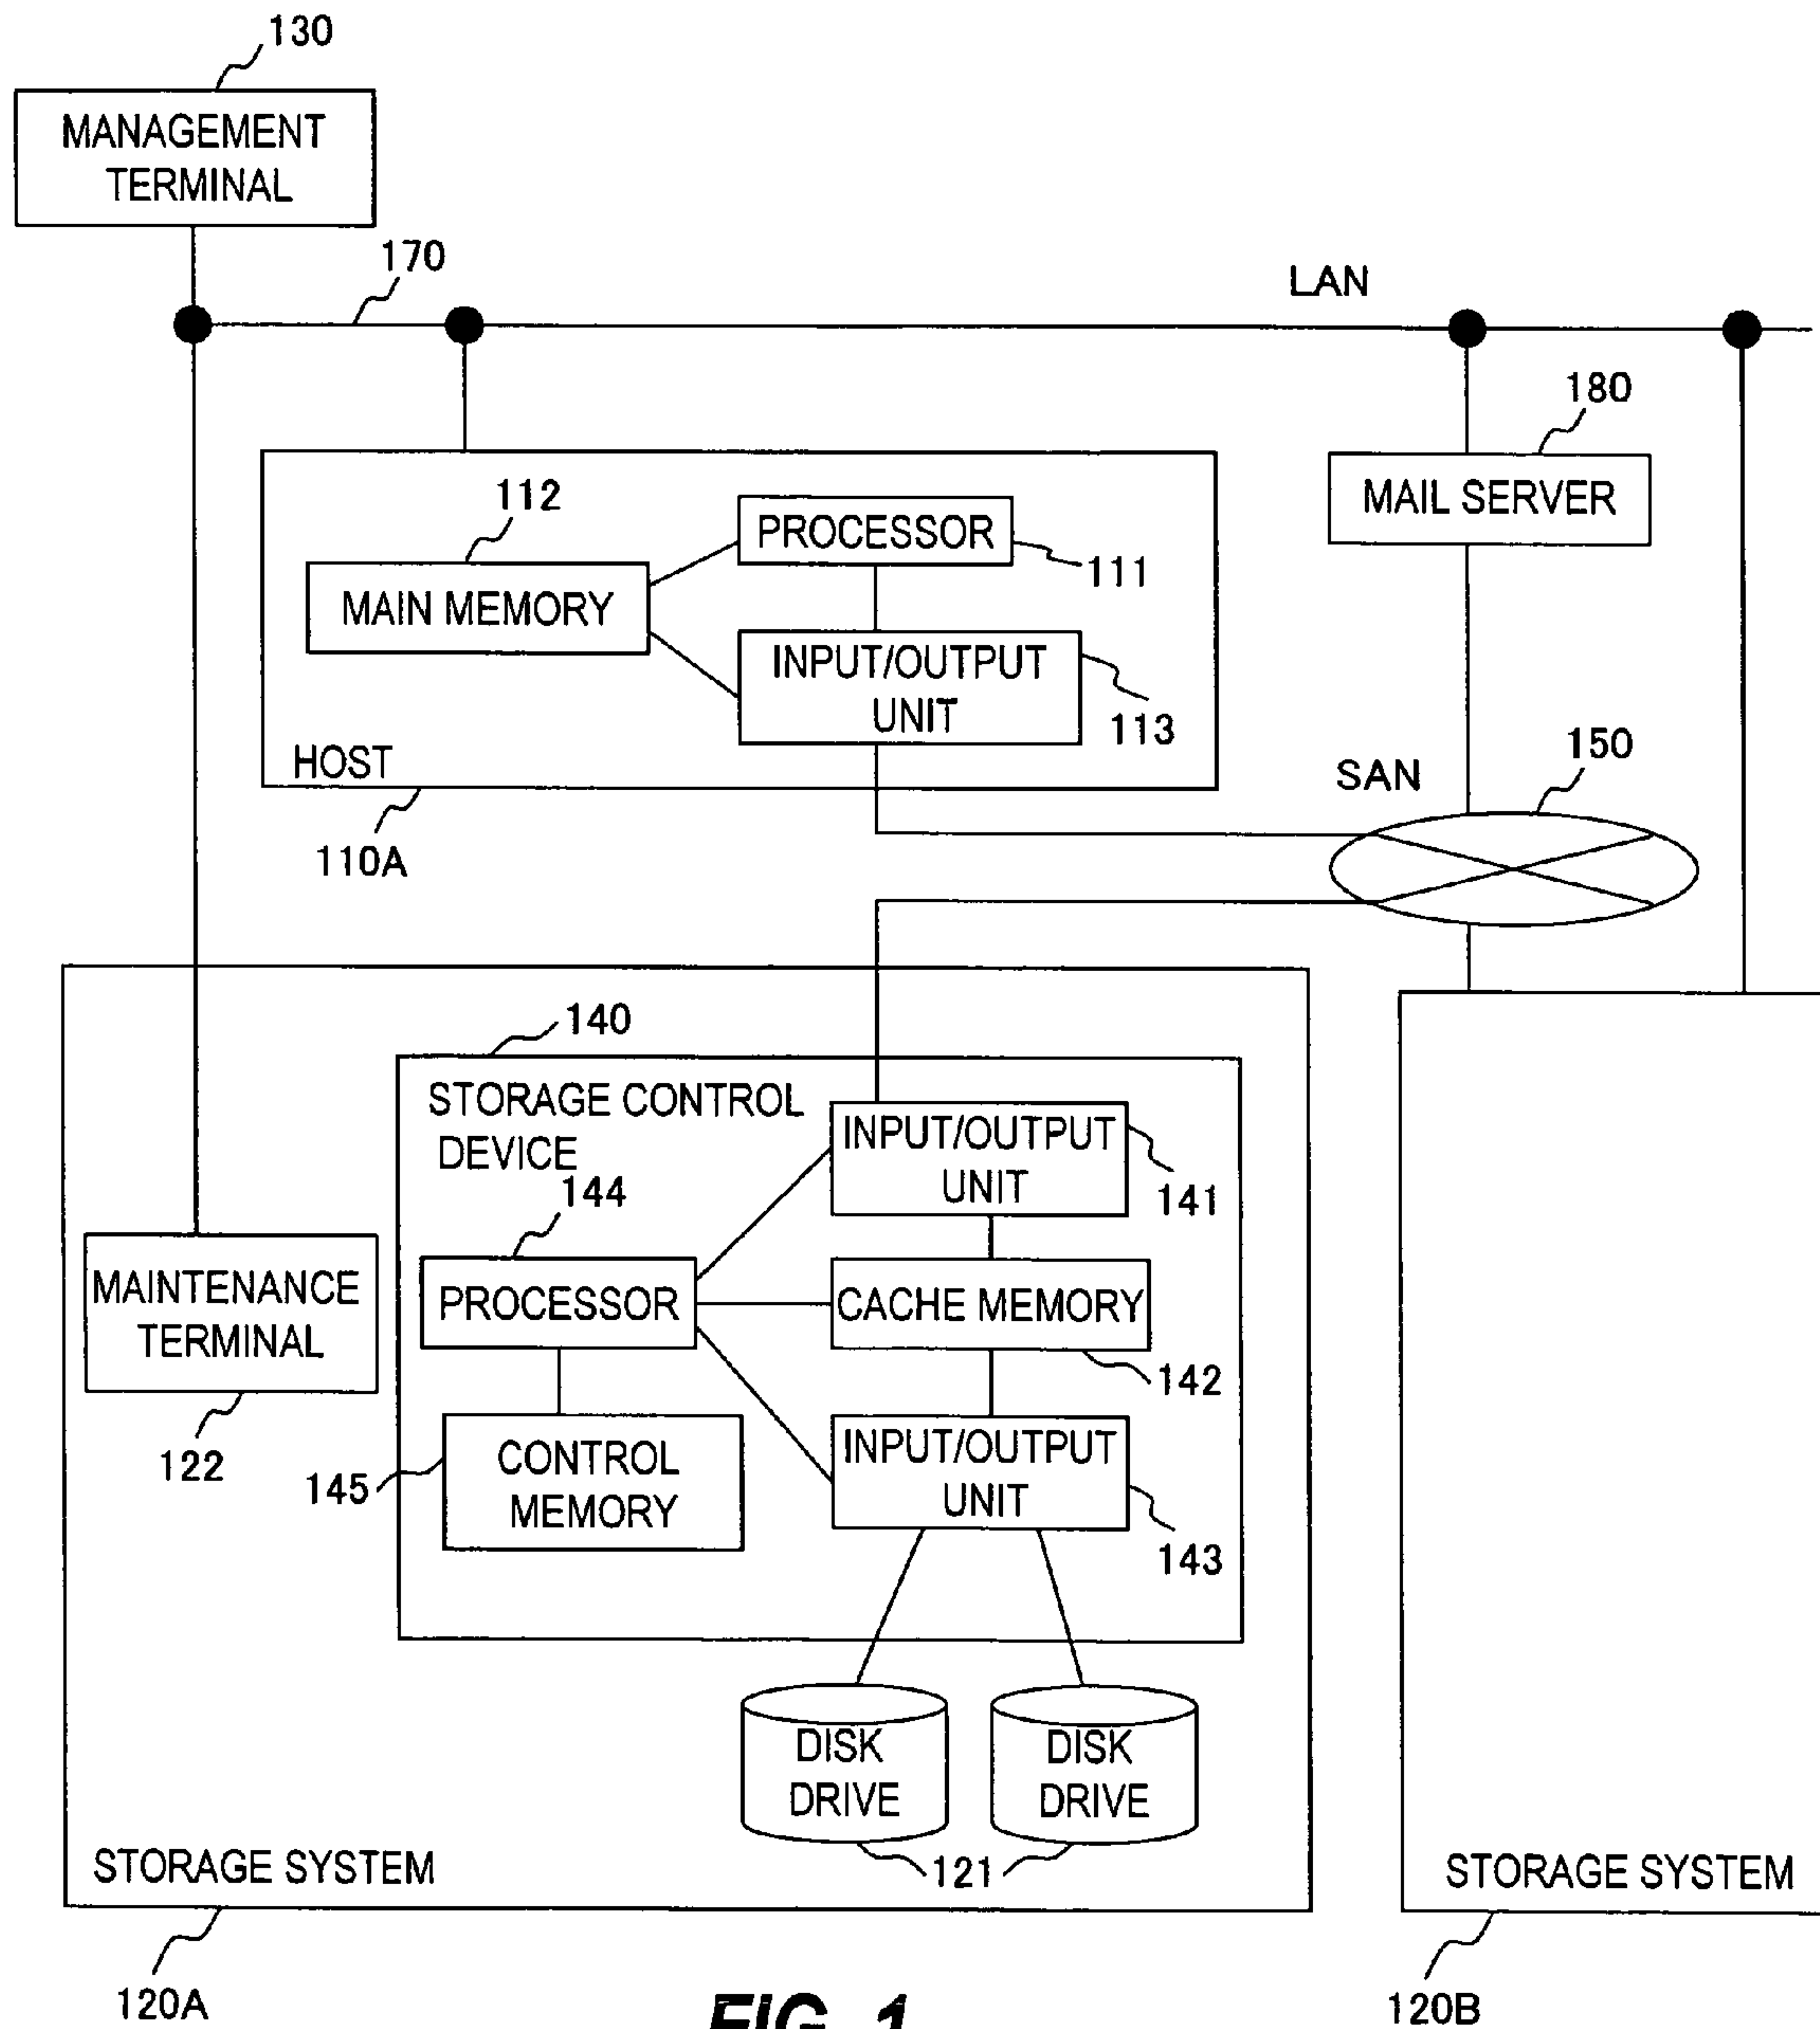 130
MANAGEMENT
TERMINAL
170
LAN
180
MAIL SERVER
112
PROCESSOR
111
MAIN MEMORY
INPUT/OUTPUT
UNIT
113
HOST
110A
150
SAN
140
STORAGE CONTROL
DEVICE
INPUT/OUTPUT
UNIT
141
144
PROCESSOR
CACHE MEMORY
142
MAINTENANCE
TERMINAL
122
145
CONTROL
MEMORY
INPUT/OUTPUT
UNIT
143
DISK
DRIVE
DISK
DRIVE
121
STORAGE SYSTEM
STORAGE SYSTEM
120A
120B
FIG. 1